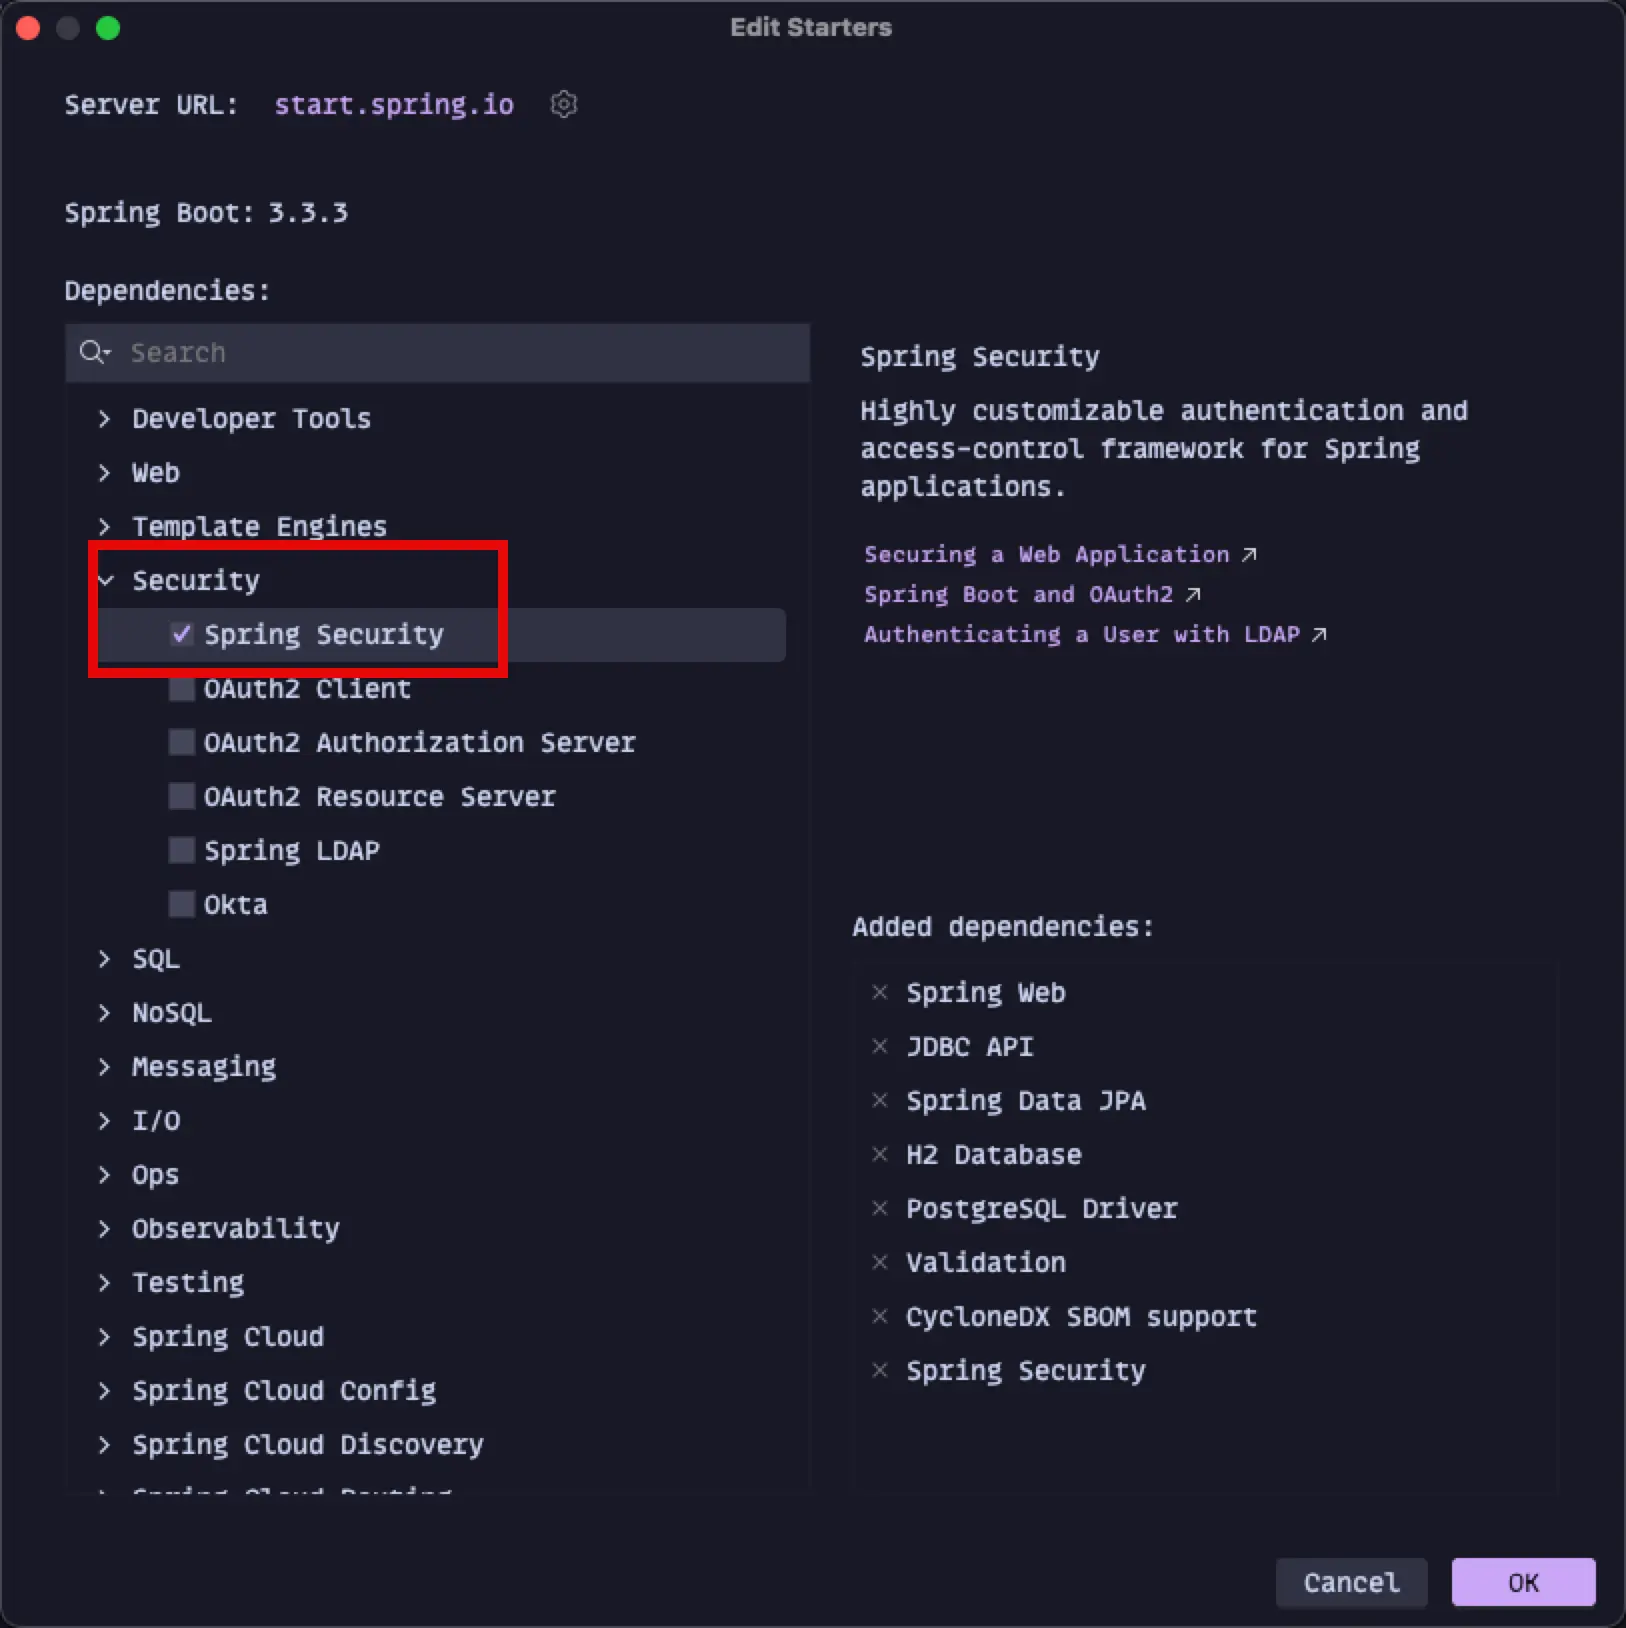 Edit Starters
Server URL: start.spring.io
Spring Boot: 3.3.3
Dependencies:
Search
Developer Tools
Web
Template Engines
Security
Spring Security
OAuth2 Client
OAuth2 Authorization Server
OAuth2 Resource Server
Spring LDAP
Okta
SQL
NoSQL
Messaging
I/O
Ops
Observability
Testing
Spring Cloud
Spring Cloud Config
Spring Cloud Discovery
Spring Cloud Routing
Spring Security
Highly customizable authentication and
access-control framework for Spring
applications.
Securing a Web Application
Spring Boot and OAuth2
Authenticating a User with LDAP
Added dependencies:
Spring Web
JDBC API
Spring Data JPA
H2 Database
PostgreSQL Driver
Validation
CycloneDX SBOM support
Spring Security
Cancel
OK